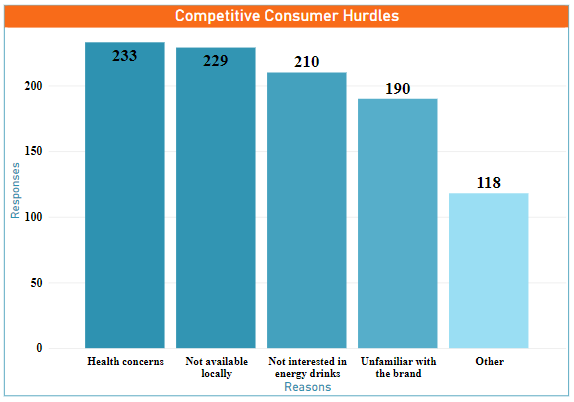 Competitive Consumer Hurdles
Responses
200
150
100
50
0
233
229
210
190
118
Health concerns
Not available
locally
Not interested in
energy drinks
Unfamiliar with
the brand
Other
Reasons